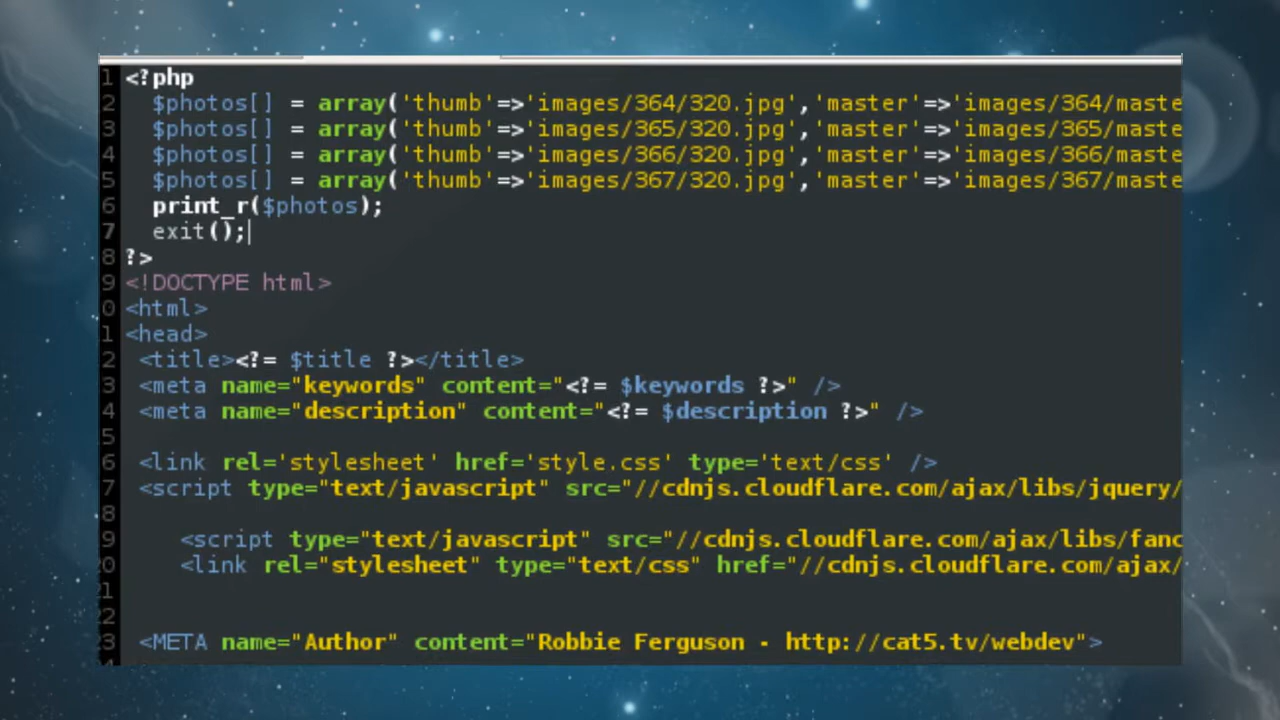 1 <?php
2 $photos[] = array('thumb'=>'images/364/320.jpg','master'=>'images/364/maste
3 $photos[] = array('thumb'=>'images/365/320.jpg','master'=>'images/365/maste
4 $photos[] = array('thumb'=>'images/366/320.jpg','master'=>'images/366/maste
5 $photos[] = array('thumb'=>'images/367/320.jpg','master'=>'images/367/maste
6 print_r($photos);
7 exit();
8 ?>
9 <!DOCTYPE html>
0 <html>
1 <head>
2 <title><?= $title ?></title>
3 <meta name="keywords" content="<?= $keywords ?>" />
4 <meta name="description" content="<?= $description ?>" />
5
6 <link rel='stylesheet' href='style.css' type='text/css' />
7 <script type="text/javascript" src="//cdnjs.cloudflare.com/ajax/libs/jquery/
8
9 <script type="text/javascript" src="//cdnjs.cloudflare.com/ajax/libs/fanc
20 <link rel="stylesheet" type="text/css" href="//cdnjs.cloudflare.com/ajax/
21
22
23 <META name="Author" content="Robbie Ferguson - http://cat5.tv/webdev">